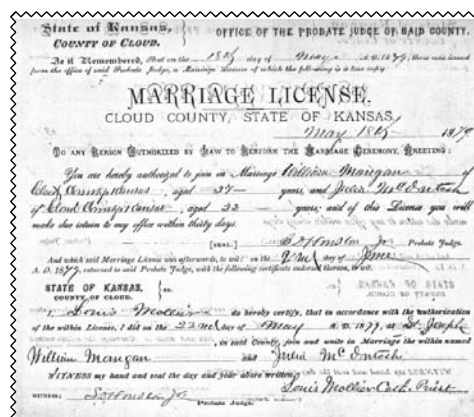 State of Kansas,
COUNTY OF CLOUD.
OFFICE OF THE PROBATE JUDGE OF SAID COUNTY.
Be it Remembered, That on the 18th day of May A. D. 1879, there was issued
from the office of said Probate Judge, a Marriage License of which the following is a true copy
MARRIAGE LICENSE.
CLOUD COUNTY, STATE OF KANSAS,
May 18th 1879
TO ANY PERSON AUTHORIZED BY LAW TO PERFORM THE MARRIAGE CEREMONY, GREETING:
You are hereby authorized to join in Marriage William Mangan of
Cloud County Kansas, aged 37 years, and Julia McIntosh
of Cloud County Kansas, aged 32 years; and of this License you will
make due return to my office within thirty days.
[SEAL.] Jr Probate Judge.
And which said Marriage License was afterwards, to wit: on the day of June
A. D. 1879, returned to said Probate Judge, with the following certificate endorsed thereon, to wit:
STATE OF KANSAS,
COUNTY OF CLOUD. ss.
I, Louis Mollier do hereby certify, that in accordance with the authorization
of the within License, I did on the 22nd day of May A. D. 1879, at St. Joseph
in said County, join and unite in Marriage the within named
William Mangan and Julia McIntosh
WITNESS my hand and seal the day and year above written,
Louis Mollier Cath. Priest
WITNESS: Jr
Probate Judge.